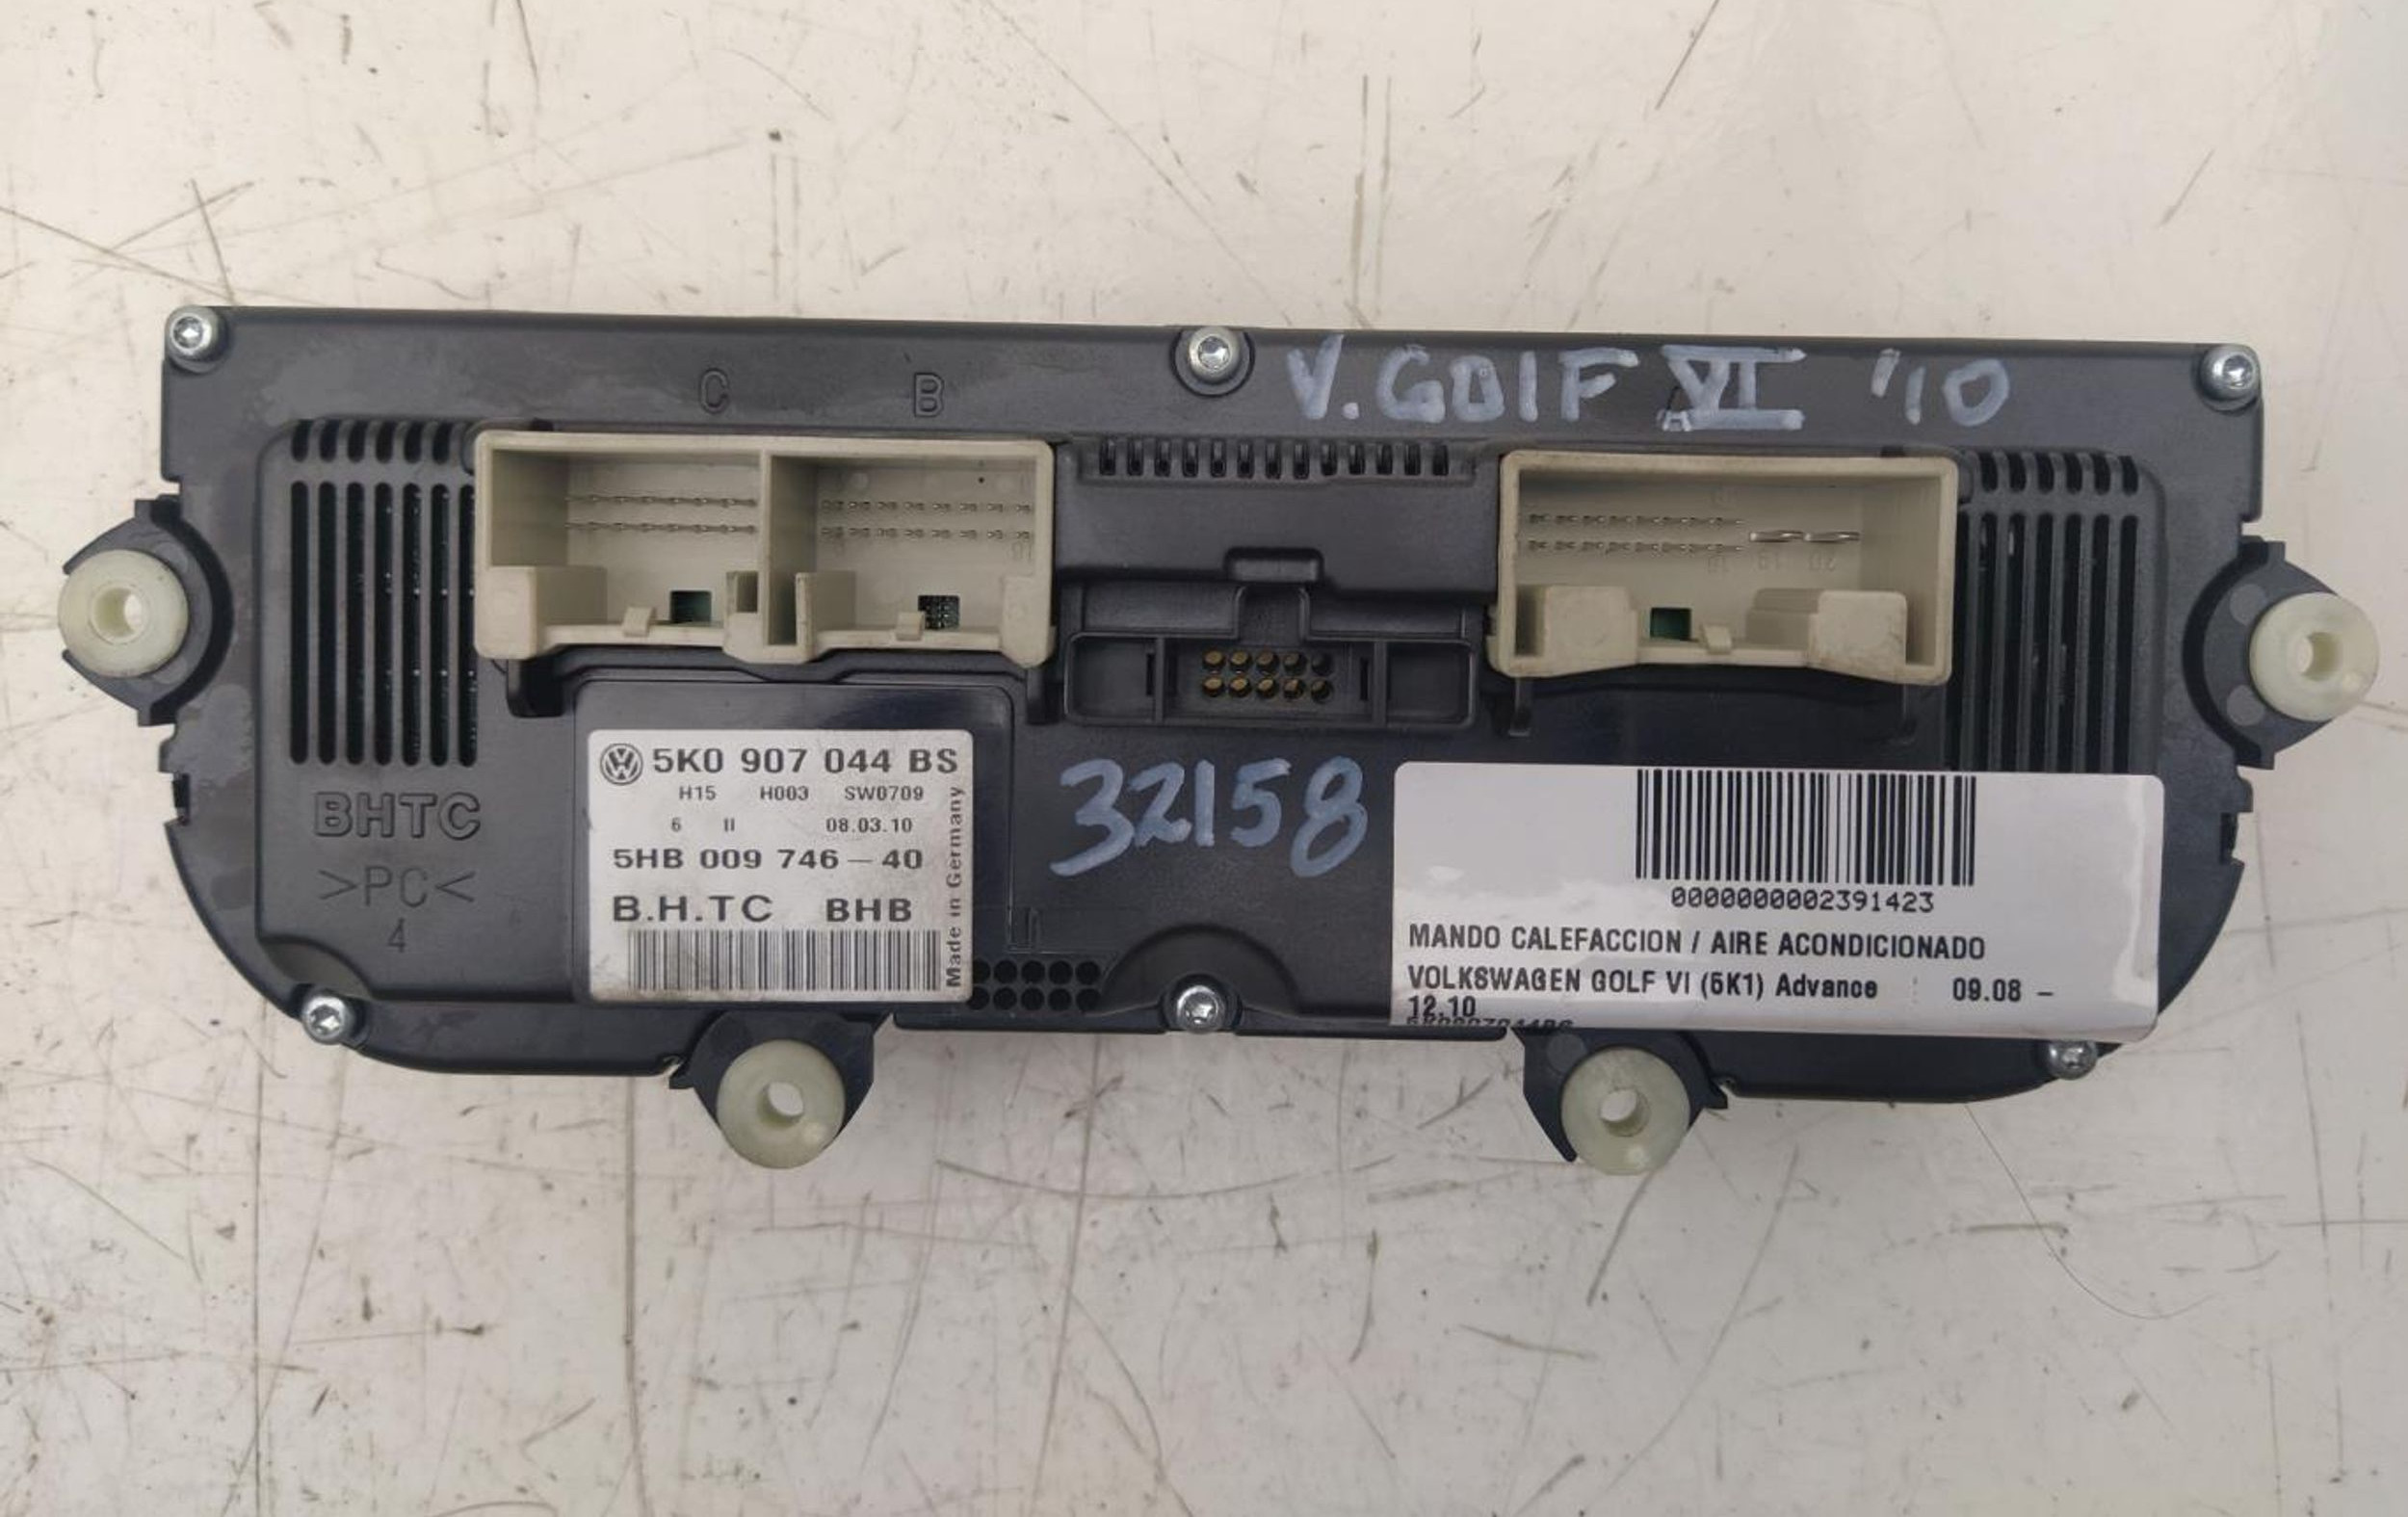 C B
V. GOlF VI '10
5K0 907 044 BS
H15 H003 SW0709
6 II 08.03.10
5HB 009 746-40
B.H.TC BHB
Made in Germany
BHTC
>PC<
4
32158
0000000002391423
MANDO CALEFACCION / AIRE ACONDICIONADO
VOLKSWAGEN GOLF VI (5K1) Advance 09.08 -
12.10